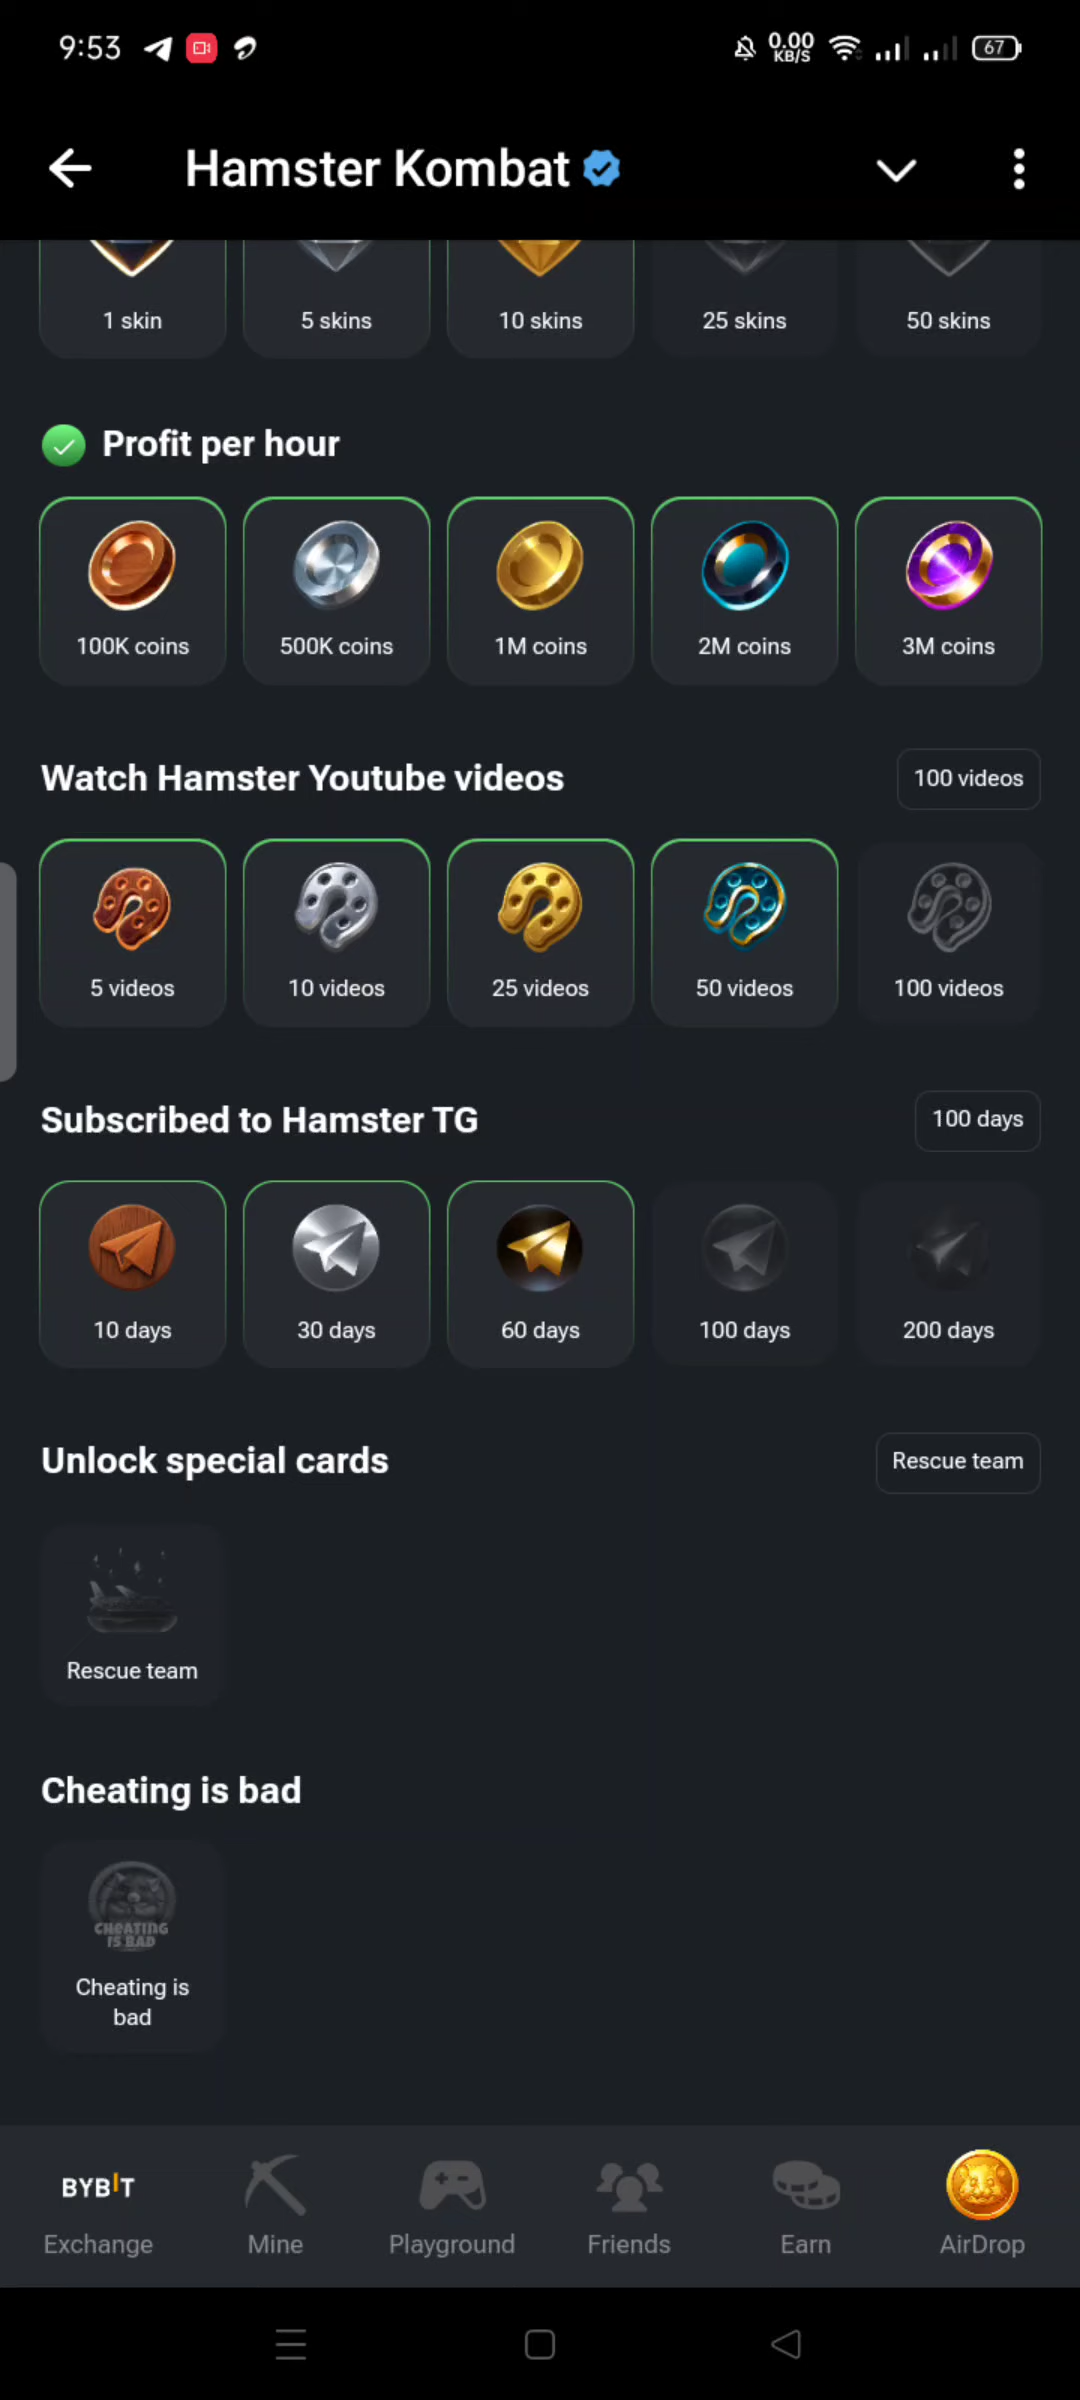 9:53
0.00
KB/S
67
Hamster Kombat
1 skin
5 skins
10 skins
25 skins
50 skins
Profit per hour
100K coins
500K coins
1M coins
2M coins
3M coins
Watch Hamster Youtube videos
100 videos
5 videos
10 videos
25 videos
50 videos
100 videos
Subscribed to Hamster TG
100 days
10 days
30 days
60 days
100 days
200 days
Unlock special cards
Rescue team
Rescue team
Cheating is bad
CHEATING
IS BAD
Cheating is
bad
BYBIT
Exchange
Mine
Playground
Friends
Earn
AirDrop